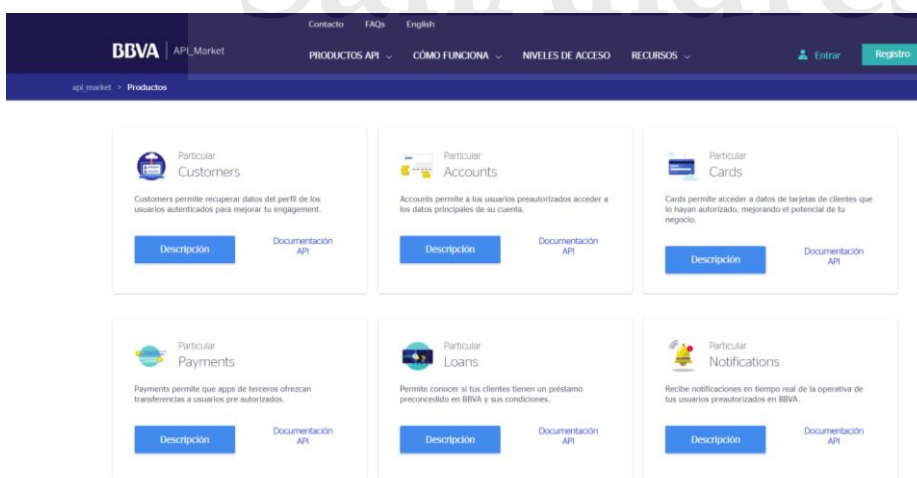 SanAndrés
Contacto FAQs English
BBVA API_Market PRODUCTOS API CÓMO FUNCIONA NIVELES DE ACCESO RECURSOS Entrar Registro
api_market > Productos
Particular
Customers
Customers permite recuperar datos del perfil de los
usuarios autenticados para mejorar tu engagement.
Descripción
Documentación
API
Particular
Accounts
Accounts permite a los usuarios preautorizados acceder a
los datos principales de su cuenta.
Descripción
Documentación
API
Particular
Cards
Cards permite acceder a datos de tarjetas de clientes que
lo hayan autorizado, mejorando el potencial de tu
negocio.
Descripción
Documentación
API
Particular
Payments
Payments permite que apps de terceros ofrezcan
transferencias a usuarios pre autorizados.
Descripción
Documentación
API
Particular
Loans
Permite conocer si tus clientes tienen un préstamo
preconcedido en BBVA y sus condiciones.
Descripción
Documentación
API
Particular
Notifications
Recibe notificaciones en tiempo real de la operativa de
tus usuarios preautorizados en BBVA.
Descripción
Documentación
API